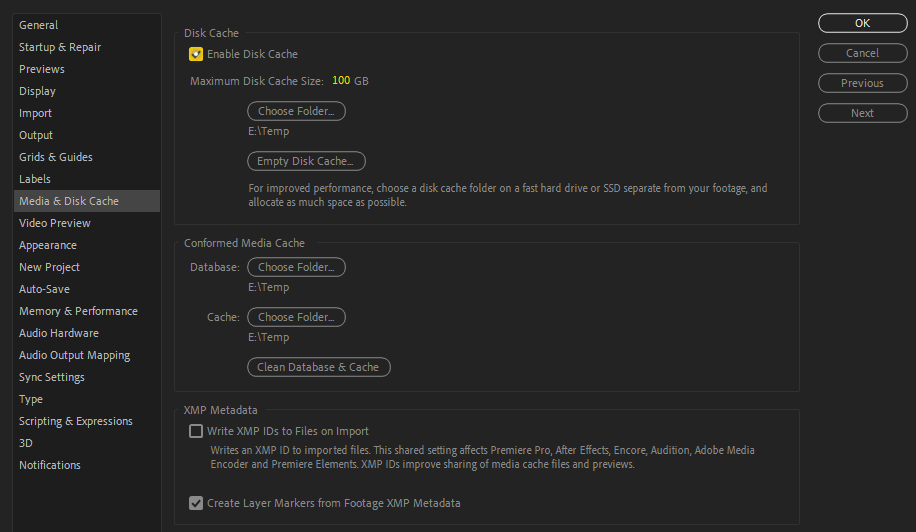 General
Startup & Repair
Previews
Display
Import
Output
Grids & Guides
Labels
Media & Disk Cache
Video Preview
Appearance
New Project
Auto-Save
Memory & Performance
Audio Hardware
Audio Output Mapping
Sync Settings
Type
Scripting & Expressions
3D
Notifications
Disk Cache
Enable Disk Cache
Maximum Disk Cache Size: 100 GB
Choose Folder...
E:\Temp
Empty Disk Cache...
For improved performance, choose a disk cache folder on a fast hard drive or SSD separate from your footage, and
allocate as much space as possible.
Conformed Media Cache
Database: Choose Folder...
E:\Temp
Cache: Choose Folder...
E:\Temp
Clean Database & Cache
XMP Metadata
Write XMP IDs to Files on Import
Writes an XMP ID to imported files. This shared setting affects Premiere Pro, After Effects, Encore, Audition, Adobe Media
Encoder and Premiere Elements. XMP IDs improve sharing of media cache files and previews.
Create Layer Markers from Footage XMP Metadata
OK
Cancel
Previous
Next